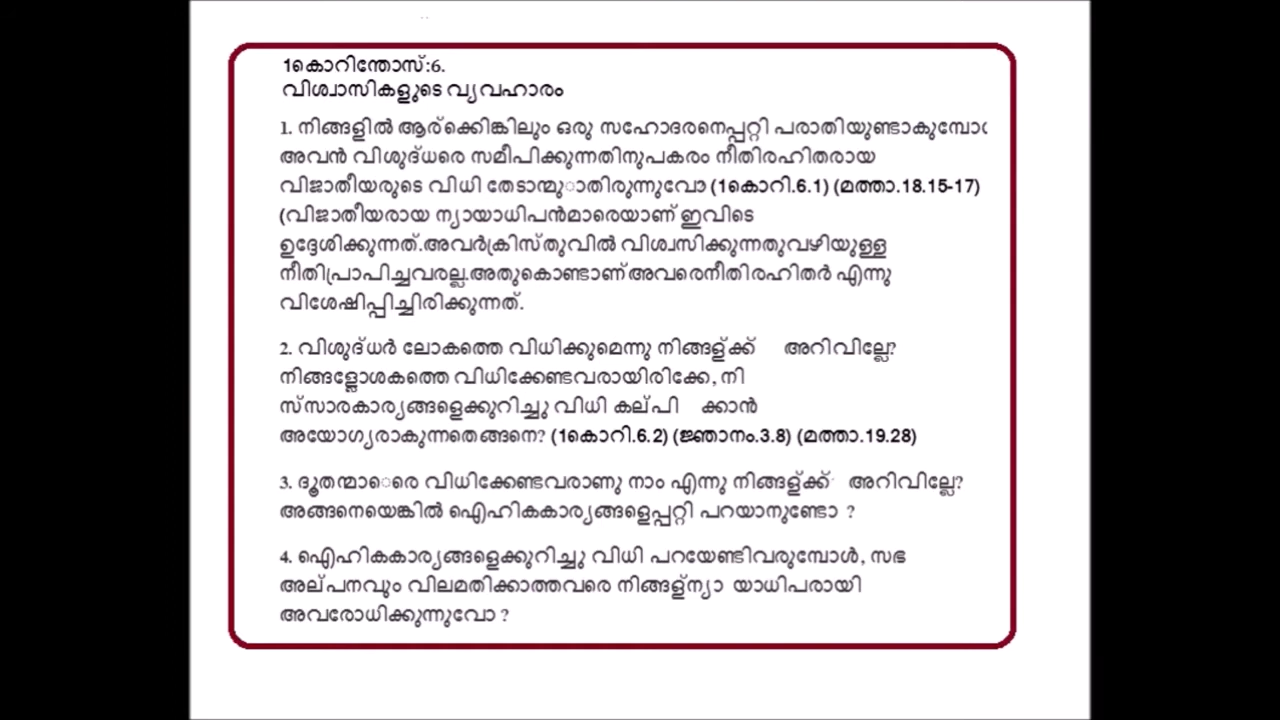 1കൊറിന്തോസ്:6.
വിശ്വാസികളുടെ വ്യവഹാരം
1. നിങ്ങളിൽ ആര്ക്കെങ്കിലും ഒരു സഹോദരനെപ്പറ്റി പരാതിയുണ്ടാകുമ്പോൾ
അവൻ വിശുദ്ധരെ സമീപിക്കുന്നതിനുപകരം നീതിരഹിതരായ
വിജാതീയരുടെ വിധി തേടാന്മുാതിരുന്നുവോ (1കൊറി.6.1) (മത്താ.18.15-17)
(വിജാതീയരായ ന്യായാധിപൻമാരെയാണ് ഇവിടെ
ഉദ്ദേശിക്കുന്നത്.അവർക്രിസ്തുവിൽ വിശ്വസിക്കുന്നതുവഴിയുള്ള
നീതിപ്രാപിച്ചവരല്ല.അതുകൊണ്ടാണ്അവരെനീതിരഹിതർ എന്നു
വിശേഷിപ്പിച്ചിരിക്കുന്നത്.
2. വിശുദ്ധർ ലോകത്തെ വിധിക്കുമെന്നു നിങ്ങള്ക്ക് അറിവില്ലേ?
നിങ്ങള്ലോശകത്തെ വിധിക്കേണ്ടവരായിരിക്കേ, നി
സ്സാരകാര്യങ്ങളെക്കുറിച്ചു വിധി കല്പി ക്കാൻ
അയോഗ്യരാകുന്നതെങ്ങനെ? (1കൊറി.6.2) (ജ്ഞാനം.3.8) (മത്താ.19.28)
3. ദൂതന്മാെരെ വിധിക്കേണ്ടവരാണു നാം എന്നു നിങ്ങള്ക്ക് അറിവില്ലേ?
അങ്ങനെയെങ്കിൽ ഐഹികകാര്യങ്ങളെപ്പറ്റി പറയാനുണ്ടോ ?
4. ഐഹികകാര്യങ്ങളെക്കുറിച്ചു വിധി പറയേണ്ടിവരുമ്പോൾ, സഭ
അല്പനവും വിലമതിക്കാത്തവരെ നിങ്ങള്ന്യാ യാധിപരായി
അവരോധിക്കുന്നുവോ ?